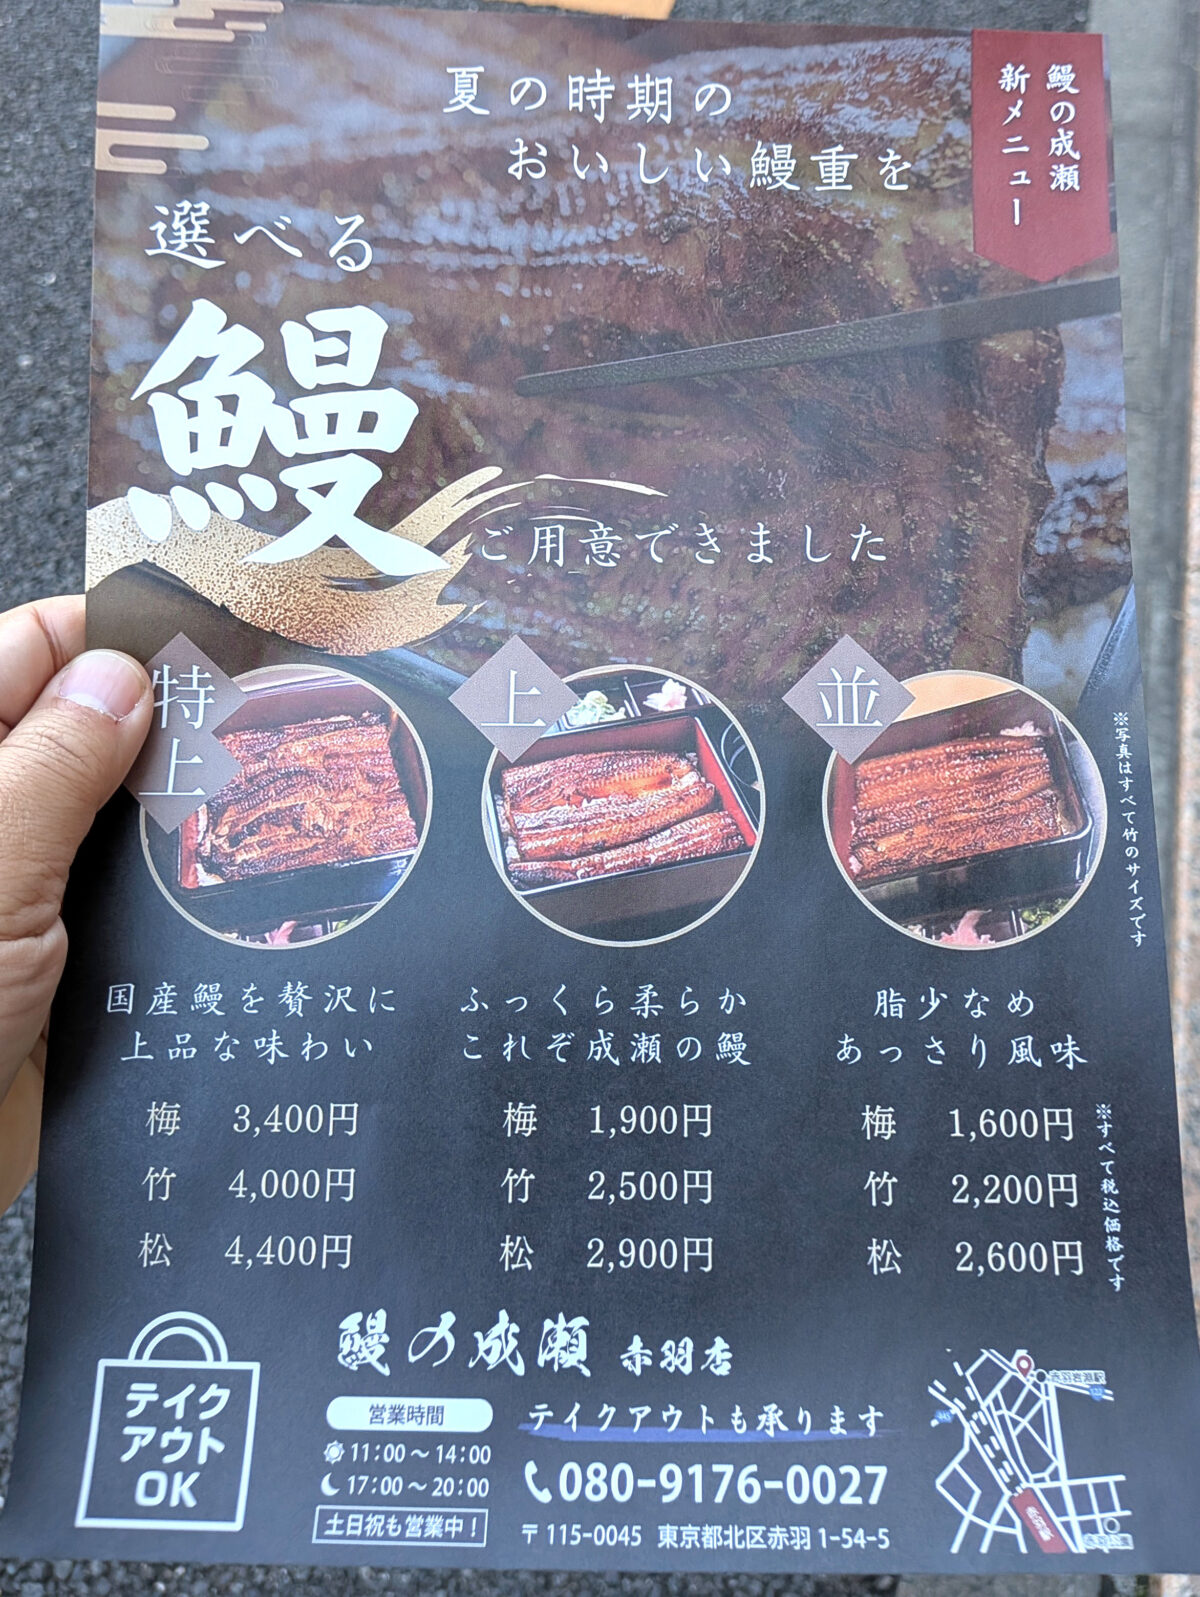 鰻の成瀬
新メニュー
夏の時期の
おいしい鰻重を
選べる
鰻
ご用意できました
特上
上
並
※写真はすべて竹のサイズです
国産鰻を贅沢に
上品な味わい
梅 3,400円
竹 4,000円
松 4,400円
ふっくら柔らか
これぞ成瀬の鰻
梅 1,900円
竹 2,500円
松 2,900円
脂少なめ
あっさり風味
梅 1,600円
竹 2,200円
松 2,600円
※すべて税込価格です
テイク
アウト
OK
鰻の成瀬 赤羽店
営業時間
11:00～14:00
17:00～20:00
土日祝も営業中！
テイクアウトも承ります
080-9176-0027
〒115-0045 東京都北区赤羽1-54-5
赤羽岩淵駅
122